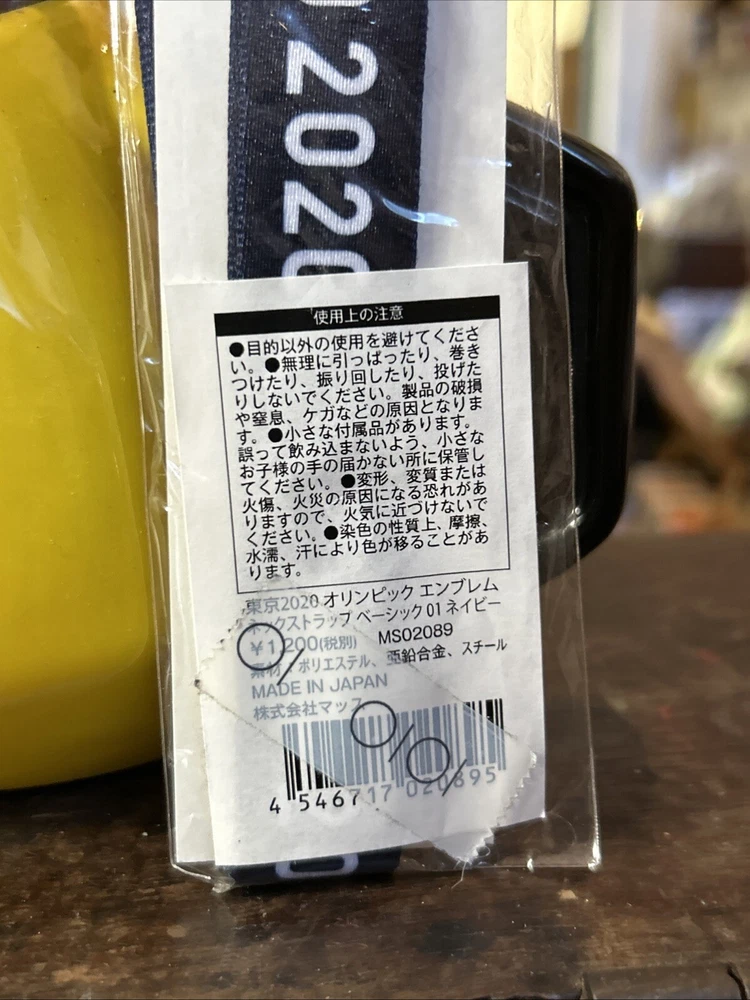 2020
2020
使用上の注意
●目的以外の使用を避けてくださ
い。●無理に引っぱったり、巻き
つけたり、振り回したり、投げた
りしないでください。製品の破損
や窒息、ケガなどの原因となりま
す。●小さな付属品があります。
誤って飲み込まないよう、小さな
お子様の手の届かない所に保管し
てください。●変形、変質または
火傷、火災の原因になる恐れがあ
りますので、火気に近づけないで
ください。●染色の性質上、摩擦、
水濡、汗により色が移ることがあ
ります。
東京2020 オリンピック エンブレム
ネックストラップ ベーシック 01 ネイビー
¥1,200(税別) MS02089
素材：ポリエステル、亜鉛合金、スチール
MADE IN JAPAN
株式会社マップ
4 546717 020895
0